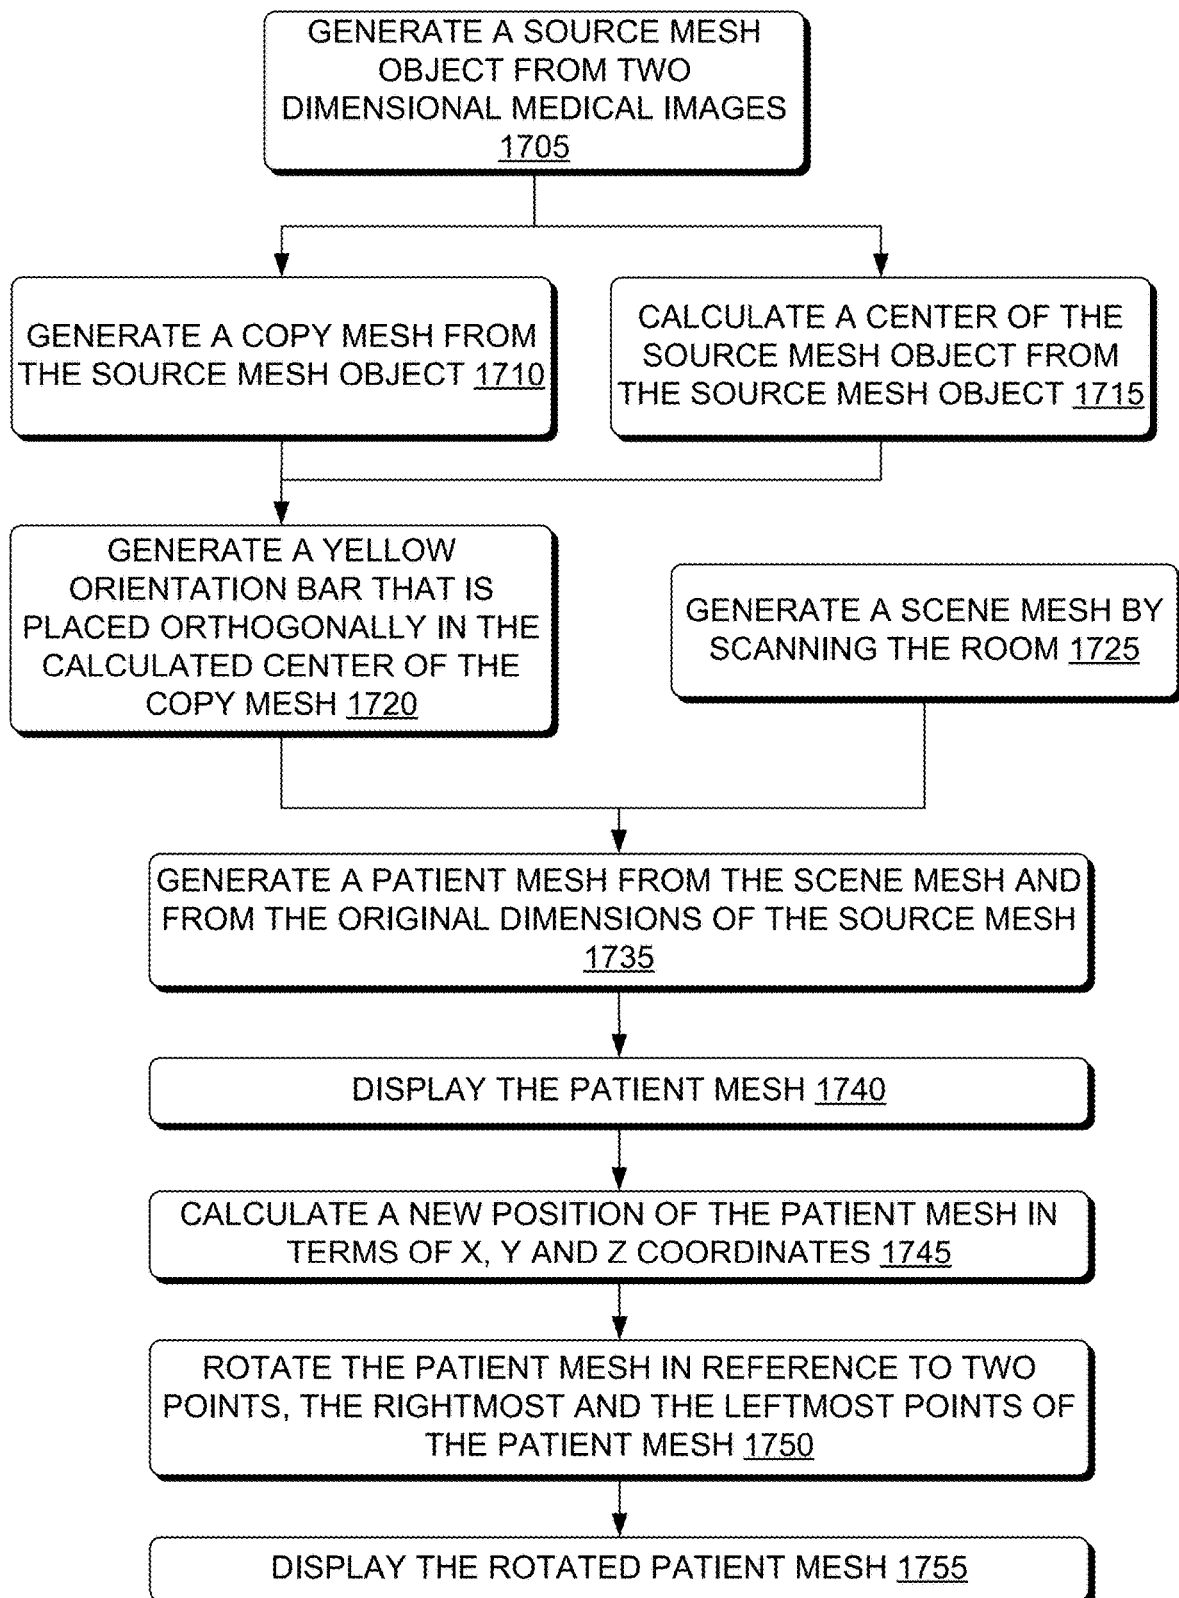 GENERATE A SOURCE MESH
OBJECT FROM TWO
DIMENSIONAL MEDICAL IMAGES
1705
GENERATE A COPY MESH FROM
THE SOURCE MESH OBJECT 1710
CALCULATE A CENTER OF THE
SOURCE MESH OBJECT FROM
THE SOURCE MESH OBJECT 1715
GENERATE A YELLOW
ORIENTATION BAR THAT IS
PLACED ORTHOGONALLY IN THE
CALCULATED CENTER OF THE
COPY MESH 1720
GENERATE A SCENE MESH BY
SCANNING THE ROOM 1725
GENERATE A PATIENT MESH FROM THE SCENE MESH AND
FROM THE ORIGINAL DIMENSIONS OF THE SOURCE MESH
1735
DISPLAY THE PATIENT MESH 1740
CALCULATE A NEW POSITION OF THE PATIENT MESH IN
TERMS OF X, Y AND Z COORDINATES 1745
ROTATE THE PATIENT MESH IN REFERENCE TO TWO
POINTS, THE RIGHTMOST AND THE LEFTMOST POINTS OF
THE PATIENT MESH 1750
DISPLAY THE ROTATED PATIENT MESH 1755